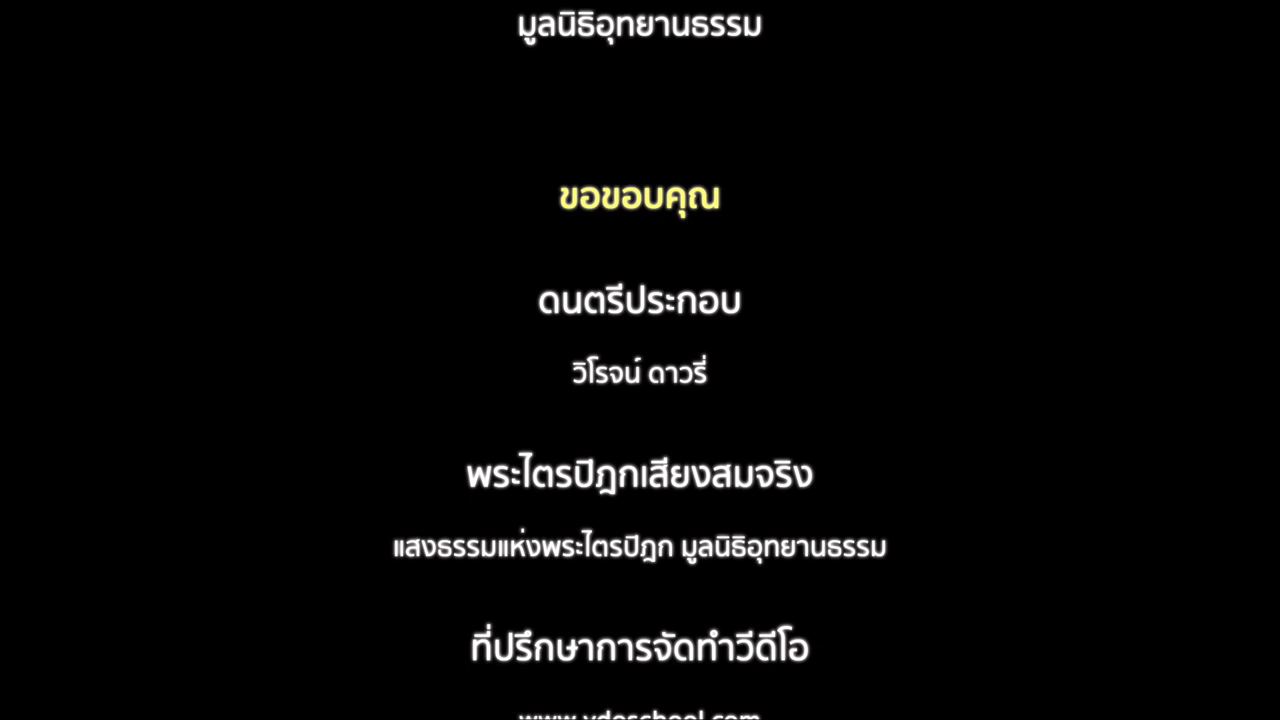 มูลนิธิอุทยานธรรม
ขอขอบคุณ
ดนตรีประกอบ
วิโรจน์ ดาวรี่
พระไตรปิฎกเสียงสมจริง
แสงธรรมแห่งพระไตรปิฎก มูลนิธิอุทยานธรรม
ที่ปรึกษาการจัดทำวีดีโอ
www.vdoschool.com